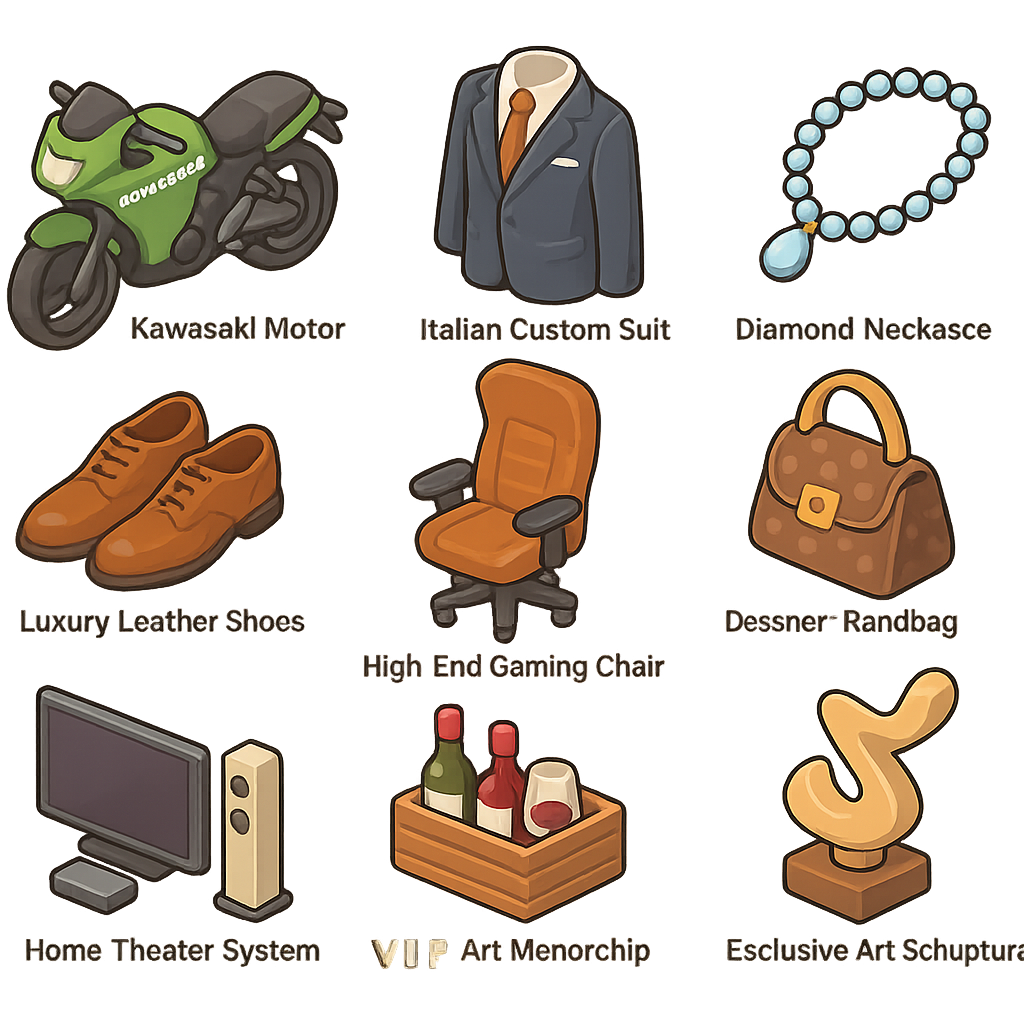 Kawasakl Motor
Italian Custom Suit
Diamond Neckasce
Luxury Leather Shoes
High End Gaming Chair
Dessner- Randbag
Home Theater System
VIP Art Menorchip
Esclusive Art Schuptura